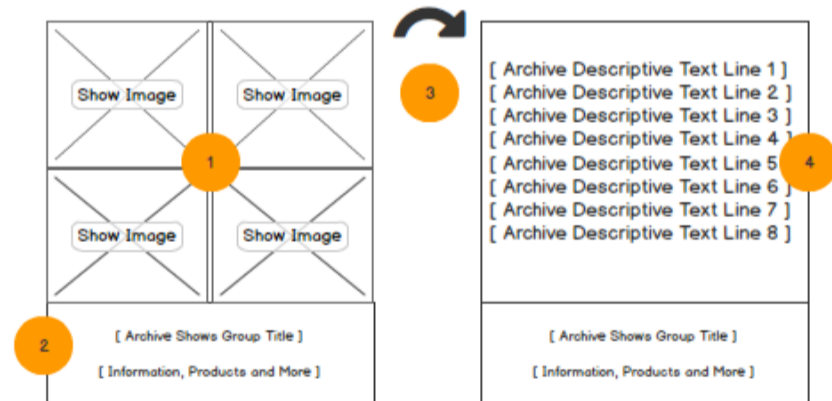 Show Image
Show Image
1
Show Image
Show Image
2
[ Archive Shows Group Title ]
[ Information, Products and More ]
3
[ Archive Descriptive Text Line 1 ]
[ Archive Descriptive Text Line 2 ]
[ Archive Descriptive Text Line 3 ]
[ Archive Descriptive Text Line 4 ]
[ Archive Descriptive Text Line 5
[ Archive Descriptive Text Line 6 ]
[ Archive Descriptive Text Line 7 ]
[ Archive Descriptive Text Line 8 ]
4
[ Archive Shows Group Title ]
[ Information, Products and More ]